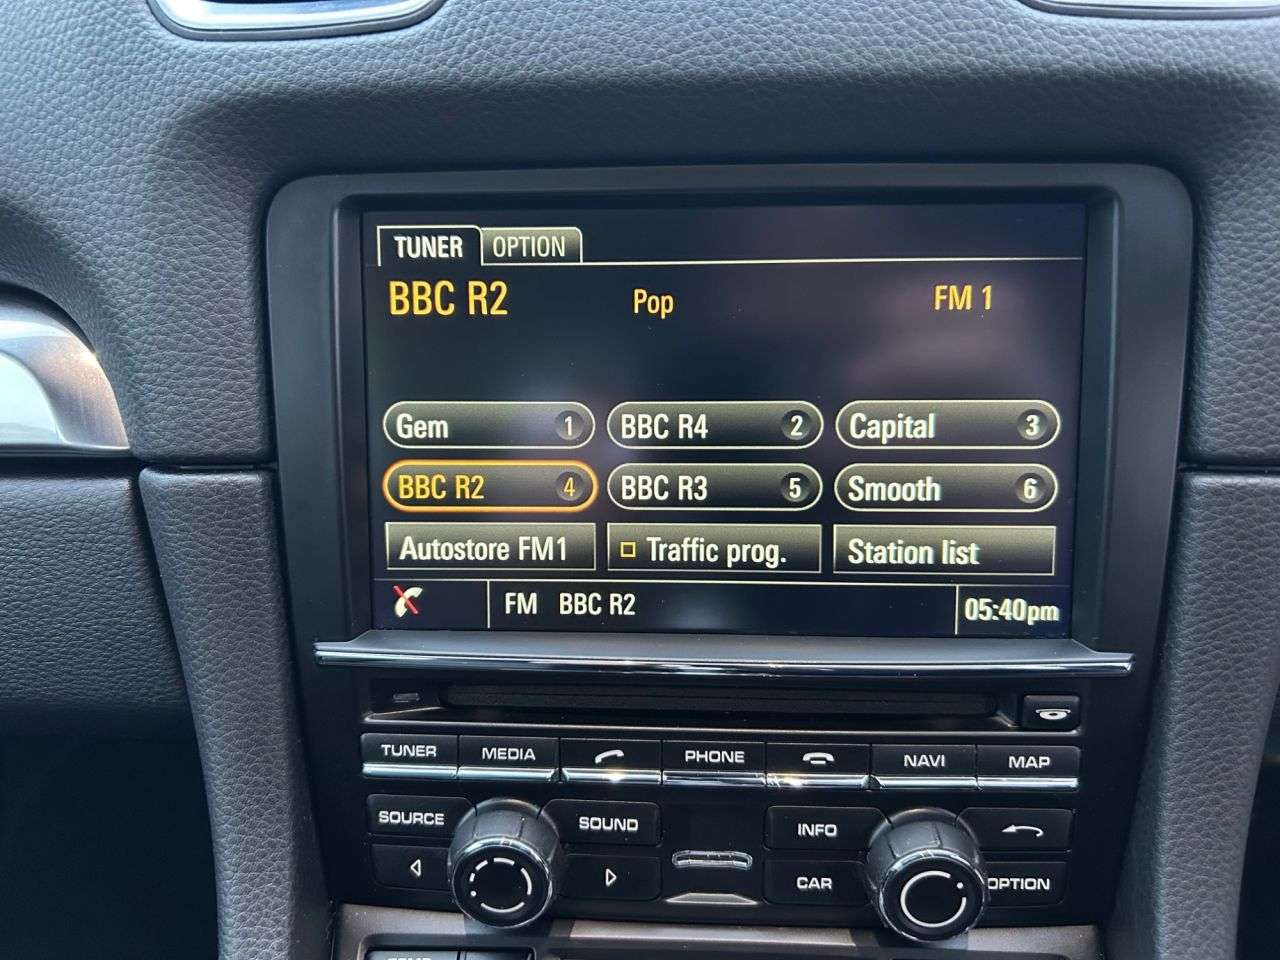 TUNER OPTION
BBC R2 Pop FM 1
Gem 1 BBC R4 2 Capital 3
BBC R2 4 BBC R3 5 Smooth 6
Autostore FM1 Traffic prog. Station list
FM BBC R2 05:40pm
TUNER MEDIA PHONE NAVI MAP
SOURCE SOUND INFO
CAR OPTION